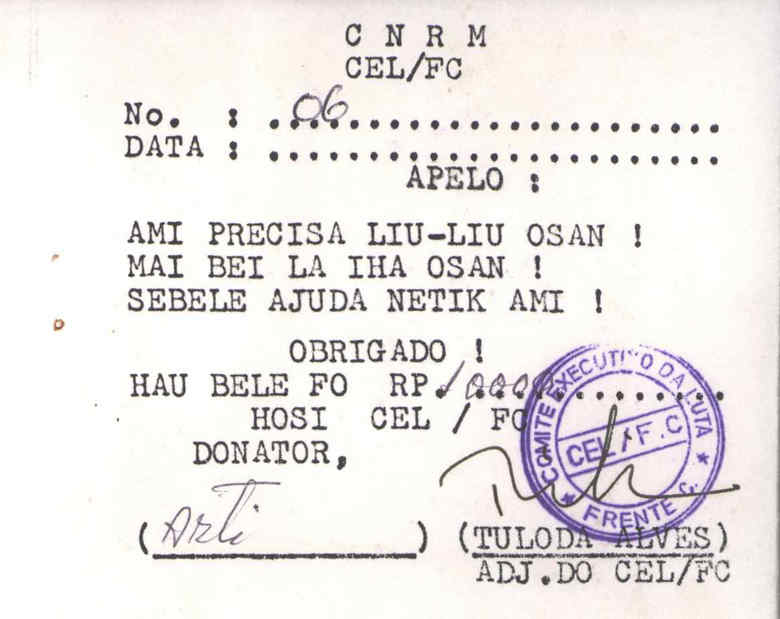 C N R M
CEL/FC
No. : ..06.......................
DATA : .........................
APELO :
AMI PRECISA LIU-LIU OSAN !
MAI BEI LA IHA OSAN !
SEBELE AJUDA NETIK AMI !
OBRIGADO !
HAU BELE FO RP.10000.............
HOSI CEL / FC
DONATOR,
COMITE EXECUTIVO DA LUTA
CEL / F.C
FRENTE C.
(Arti) (TULODA ALVES)
ADJ.DO CEL/FC